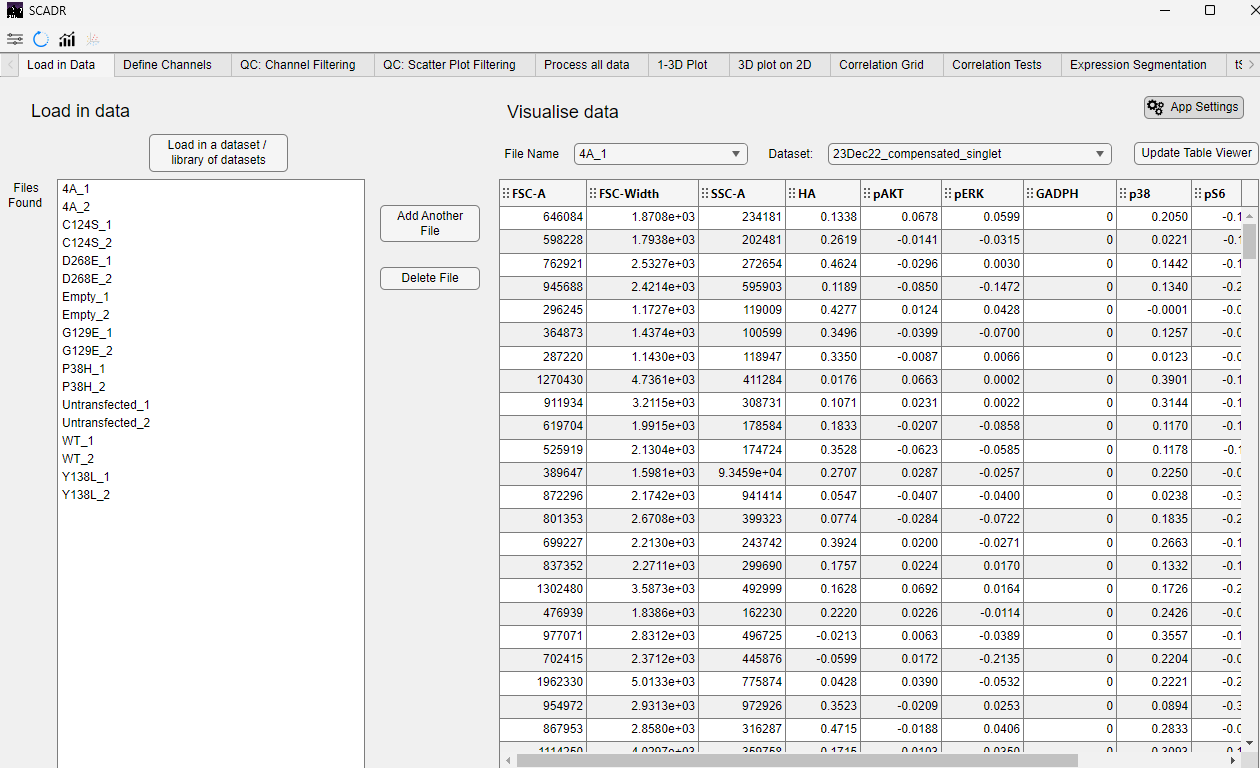 SCADR
Load in Data Define Channels QC: Channel Filtering QC: Scatter Plot Filtering Process all data 1-3D Plot 3D plot on 2D Correlation Grid Correlation Tests Expression Segmentation
Load in data
Load in a dataset /
library of datasets
Files
Found
4A_1
4A_2
C124S_1
C124S_2
D268E_1
D268E_2
Empty_1
Empty_2
G129E_1
G129E_2
P38H_1
P38H_2
Untransfected_1
Untransfected_2
WT_1
WT_2
Y138L_1
Y138L_2
Add Another
File
Delete File
Visualise data
App Settings
File Name 4A_1 Dataset: 23Dec22_compensated_singlet Update Table Viewer
FSC-A FSC-Width SSC-A HA pAKT pERK GADPH p38 pS6
646084 1.8708e+03 234181 0.1338 0.0678 0.0599 0 0.2050 -0.1
598228 1.7938e+03 202481 0.2619 -0.0141 -0.0315 0 0.0221 -0.1
762921 2.5327e+03 272654 0.4624 -0.0296 0.0030 0 0.1442 -0.1
945688 2.4214e+03 595903 0.1189 -0.0850 -0.1472 0 0.1340 -0.2
296245 1.1727e+03 119009 0.4277 0.0124 0.0428 0 -0.0001 -0.0
364873 1.4374e+03 100599 0.3496 -0.0399 -0.0700 0 0.1257 -0.0
287220 1.1430e+03 118947 0.3350 -0.0087 0.0066 0 0.0123 -0.0
1270430 4.7361e+03 411284 0.0176 0.0663 0.0002 0 0.3901 -0.1
911934 3.2115e+03 308731 0.1071 0.0231 0.0022 0 0.3144 -0.1
619704 1.9915e+03 178584 0.1833 -0.0207 -0.0858 0 0.1170 -0.1
525919 2.1304e+03 174724 0.3528 -0.0623 -0.0585 0 0.1178 -0.1
389647 1.5981e+03 9.3459e+04 0.2707 0.0287 -0.0257 0 0.2250 -0.0
872296 2.1742e+03 941414 0.0547 -0.0407 -0.0400 0 0.0238 -0.3
801353 2.6708e+03 399323 0.0774 -0.0284 -0.0722 0 0.1835 -0.2
699227 2.2130e+03 243742 0.3924 0.0200 -0.0271 0 0.2663 -0.1
837352 2.2711e+03 299690 0.1757 0.0224 0.0170 0 0.1332 -0.1
1302480 3.5873e+03 492999 0.1628 0.0692 0.0164 0 0.1726 -0.2
476939 1.8386e+03 162230 0.2220 0.0226 -0.0114 0 0.2426 -0.0
977071 2.8312e+03 496725 -0.0213 0.0063 -0.0389 0 0.3557 -0.1
702415 2.3712e+03 445876 -0.0599 0.0172 -0.2135 0 0.2204 -0.0
1962330 5.0133e+03 775874 0.0428 0.0390 -0.0532 0 0.2221 -0.2
954972 2.9313e+03 972926 0.3523 -0.0209 0.0253 0 0.0894 -0.3
867953 2.8580e+03 316287 0.4715 -0.0188 0.0406 0 0.2833 -0.0